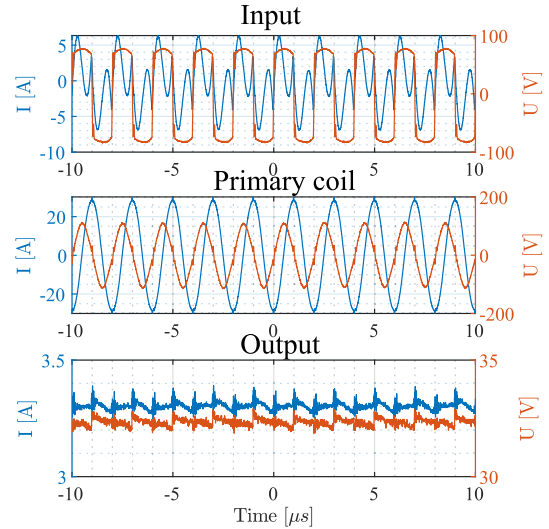 Input
5
0
-5
-10
I [A]
100
0
-100
U [V]
-10 -5 0 5 10
Primary coil
20
0
-20
I [A]
200
0
-200
U [V]
-10 -5 0 5 10
Output
3.5
3
I [A]
35
30
U [V]
-10 -5 0 5 10
Time [μs]